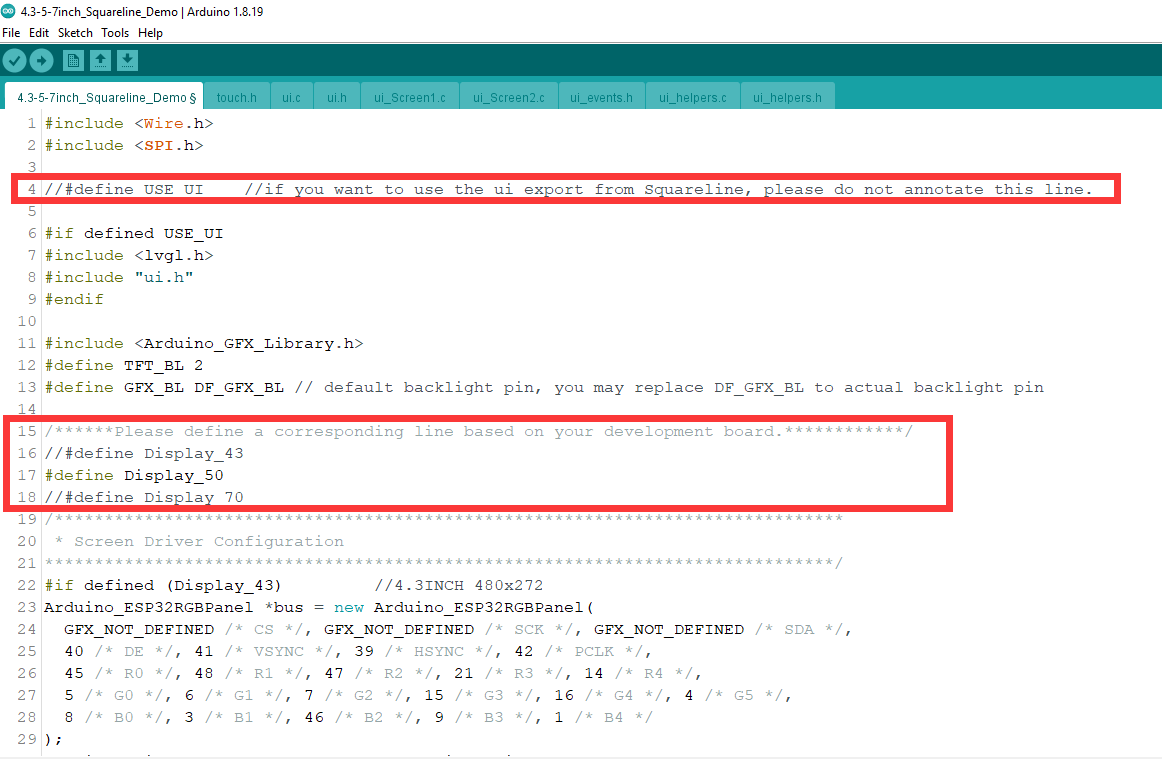 4.3-5-7inch_Squareline_Demo | Arduino 1.8.19
File Edit Sketch Tools Help
4.3-5-7inch_Squareline_Demo § touch.h ui.c ui.h ui_Screen1.c ui_Screen2.c ui_events.h ui_helpers.c ui_helpers.h
1 #include <Wire.h>
2 #include <SPI.h>
3
4 //#define USE_UI    //if you want to use the ui export from Squareline, please do not annotate this line.
5
6 #if defined USE_UI
7 #include <lvgl.h>
8 #include "ui.h"
9 #endif
10
11 #include <Arduino_GFX_Library.h>
12 #define TFT_BL 2
13 #define GFX_BL DF_GFX_BL // default backlight pin, you may replace DF_GFX_BL to actual backlight pin
14
15 /******Please define a corresponding line based on your development board.************/
16 //#define Display_43
17 #define Display_50
18 //#define Display_70
19 /*******************************************************************************
20  * Screen Driver Configuration
21 *******************************************************************************/
22 #if defined (Display_43)         //4.3INCH 480x272
23 Arduino_ESP32RGBPanel *bus = new Arduino_ESP32RGBPanel(
24   GFX_NOT_DEFINED /* CS */, GFX_NOT_DEFINED /* SCK */, GFX_NOT_DEFINED /* SDA */,
25   40 /* DE */, 41 /* VSYNC */, 39 /* HSYNC */, 42 /* PCLK */,
26   45 /* R0 */, 48 /* R1 */, 47 /* R2 */, 21 /* R3 */, 14 /* R4 */,
27   5 /* G0 */, 6 /* G1 */, 7 /* G2 */, 15 /* G3 */, 16 /* G4 */, 4 /* G5 */,
28   8 /* B0 */, 3 /* B1 */, 46 /* B2 */, 9 /* B3 */, 1 /* B4 */
29 );